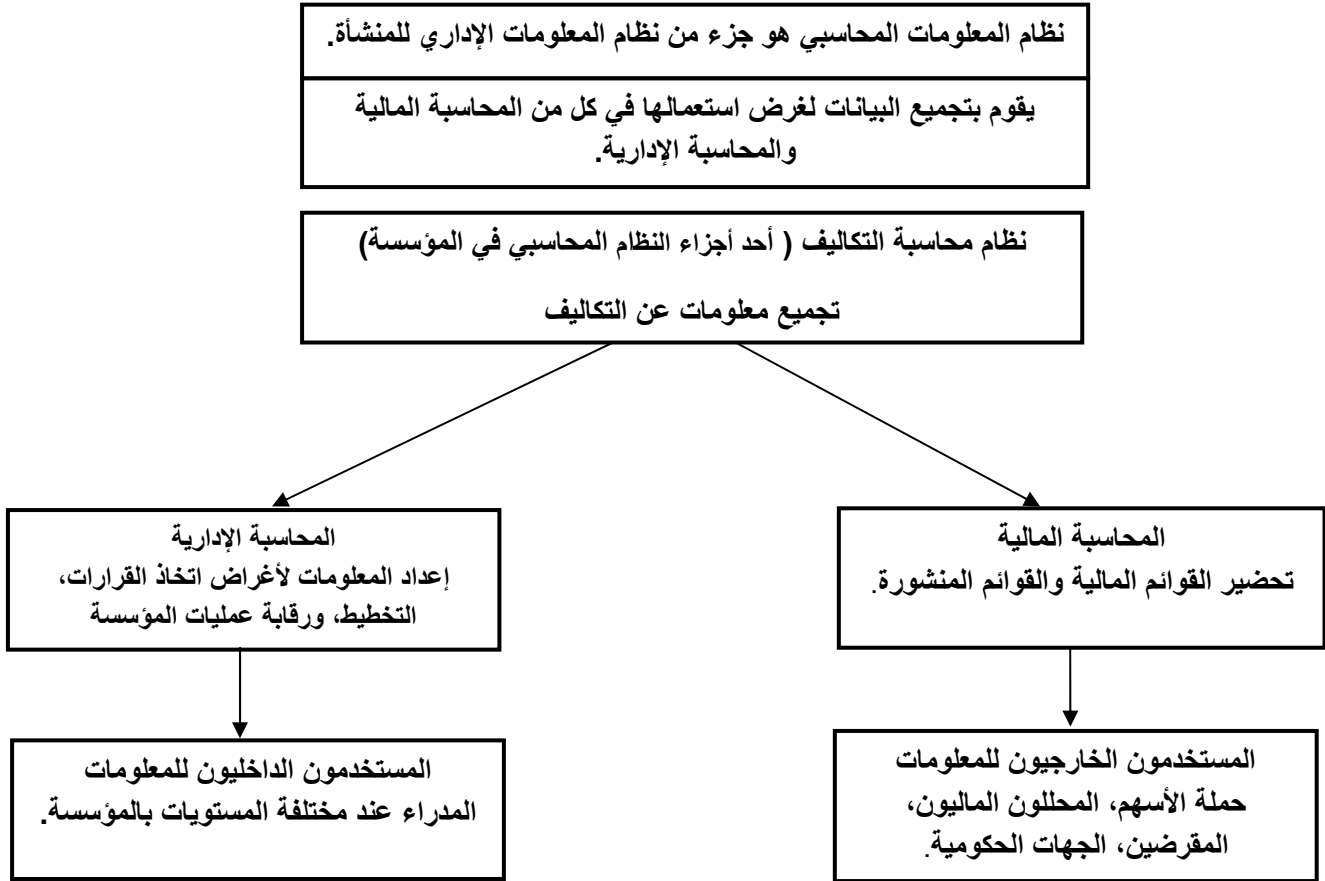 نظام المعلومات المحاسبي هو جزء من نظام المعلومات الإداري للمنشأة.
يقوم بتجميع البيانات لغرض استعمالها في كل من المحاسبة المالية
والمحاسبة الإدارية.
نظام محاسبة التكاليف ( أحد أجزاء النظام المحاسبي في المؤسسة)
تجميع معلومات عن التكاليف
المحاسبة المالية
تحضير القوائم المالية والقوائم المنشورة.
المحاسبة الإدارية
إعداد المعلومات لأغراض اتخاذ القرارات،
التخطيط، ورقابة عمليات المؤسسة
المستخدمون الخارجيون للمعلومات
حملة الأسهم، المحللون الماليون،
المقرضين، الجهات الحكومية.
المستخدمون الداخليون للمعلومات
المدراء عند مختلفة المستويات بالمؤسسة.